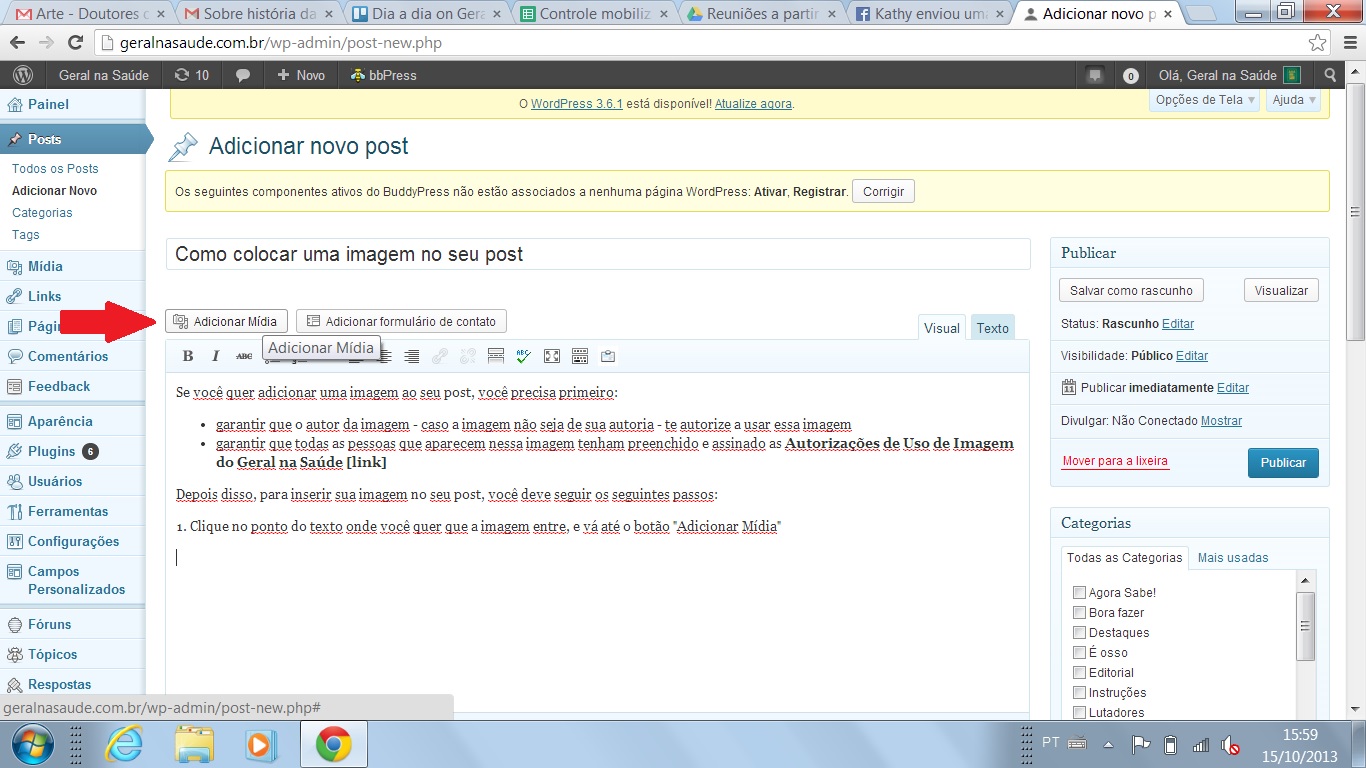 Arte - Doutores d
Sobre história da
Dia a dia on Gera
Controle mobiliz
Reuniões a partir
Kathy enviou uma
Adicionar novo p
geralnasaude.com.br/wp-admin/post-new.php
Geral na Saúde
10
Novo
bbPress
0
Olá, Geral na Saúde
O WordPress 3.6.1 está disponível! Atualize agora.
Opções de Tela
Ajuda
Painel
Posts
Todos os Posts
Adicionar Novo
Categorias
Tags
Mídia
Links
Págin
Comentários
Feedback
Aparência
Plugins 6
Usuários
Ferramentas
Configurações
Campos
Personalizados
Fóruns
Tópicos
Respostas
Adicionar novo post
Os seguintes componentes ativos do BuddyPress não estão associados a nenhuma página WordPress: Ativar, Registrar. Corrigir
Como colocar uma imagem no seu post
Adicionar Mídia
Adicionar formulário de contato
Visual
Texto
B I ABC
ABC
Adicionar Mídia
Se você quer adicionar uma imagem ao seu post, você precisa primeiro:
• garantir que o autor da imagem - caso a imagem não seja de sua autoria - te autorize a usar essa imagem
• garantir que todas as pessoas que aparecem nessa imagem tenham preenchido e assinado as Autorizações de Uso de Imagem
do Geral na Saúde [link]
Depois disso, para inserir sua imagem no seu post, você deve seguir os seguintes passos:
1. Clique no ponto do texto onde você quer que a imagem entre, e vá até o botão "Adicionar Mídia"
Publicar
Salvar como rascunho
Visualizar
Status: Rascunho Editar
Visibilidade: Público Editar
11 Publicar imediatamente Editar
Divulgar: Não Conectado Mostrar
Mover para a lixeira
Publicar
Categorias
Todas as Categorias
Mais usadas
Agora Sabe!
Bora fazer
Destaques
É osso
Editorial
Instruções
Lutadores
geralnasaude.com.br/wp-admin/post-new.php#
PT
15:59
15/10/2013